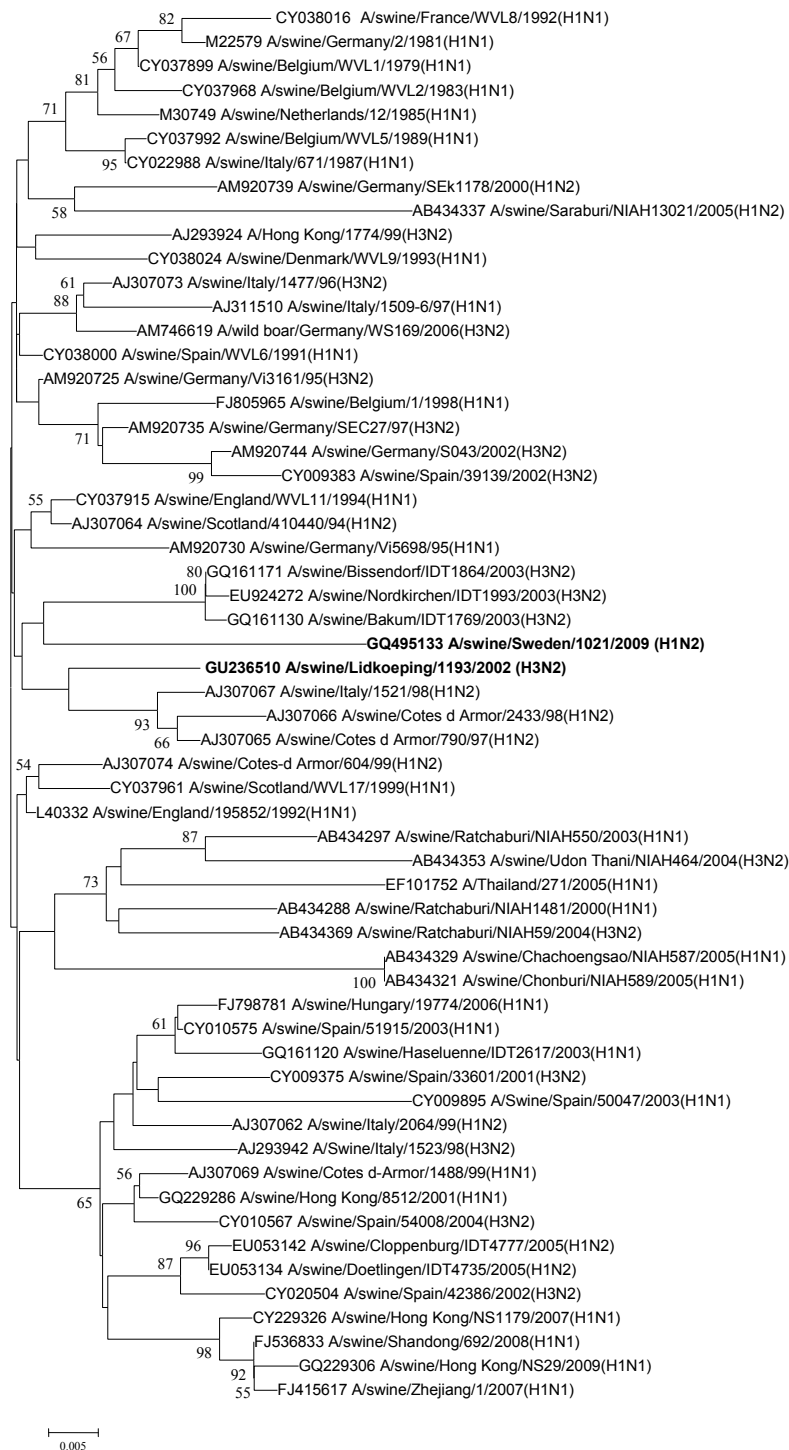 82
CY038016 A/swine/France/WVL8/1992(H1N1)
67
M22579 A/swine/Germany/2/1981(H1N1)
56
CY037899 A/swine/Belgium/WVL1/1979(H1N1)
81
CY037968 A/swine/Belgium/WVL2/1983(H1N1)
71
M30749 A/swine/Netherlands/12/1985(H1N1)
CY037992 A/swine/Belgium/WVL5/1989(H1N1)
95
CY022988 A/swine/Italy/671/1987(H1N1)
AM920739 A/swine/Germany/SEk1178/2000(H1N2)
58
AB434337 A/swine/Saraburi/NIAH13021/2005(H1N2)
AJ293924 A/Hong Kong/1774/99(H3N2)
CY038024 A/swine/Denmark/WVL9/1993(H1N1)
61
AJ307073 A/swine/Italy/1477/96(H3N2)
88
AJ311510 A/swine/Italy/1509-6/97(H1N1)
AM746619 A/wild boar/Germany/WS169/2006(H3N2)
CY038000 A/swine/Spain/WVL6/1991(H1N1)
AM920725 A/swine/Germany/Vi3161/95(H3N2)
FJ805965 A/swine/Belgium/1/1998(H1N1)
71
AM920735 A/swine/Germany/SEC27/97(H3N2)
AM920744 A/swine/Germany/S043/2002(H3N2)
99
CY009383 A/swine/Spain/39139/2002(H3N2)
55
CY037915 A/swine/England/WVL11/1994(H1N1)
AJ307064 A/swine/Scotland/410440/94(H1N2)
AM920730 A/swine/Germany/Vi5698/95(H1N1)
80
GQ161171 A/swine/Bissendorf/IDT1864/2003(H3N2)
100
EU924272 A/swine/Nordkirchen/IDT1993/2003(H3N2)
GQ161130 A/swine/Bakum/IDT1769/2003(H3N2)
GQ495133 A/swine/Sweden/1021/2009 (H1N2)
GU236510 A/swine/Lidkoeping/1193/2002 (H3N2)
AJ307067 A/swine/Italy/1521/98(H1N2)
93
AJ307066 A/swine/Cotes d Armor/2433/98(H1N2)
66
AJ307065 A/swine/Cotes d Armor/790/97(H1N2)
54
AJ307074 A/swine/Cotes-d Armor/604/99(H1N2)
CY037961 A/swine/Scotland/WVL17/1999(H1N1)
L40332 A/swine/England/195852/1992(H1N1)
87
AB434297 A/swine/Ratchaburi/NIAH550/2003(H1N1)
AB434353 A/swine/Udon Thani/NIAH464/2004(H3N2)
73
EF101752 A/Thailand/271/2005(H1N1)
AB434288 A/swine/Ratchaburi/NIAH1481/2000(H1N1)
AB434369 A/swine/Ratchaburi/NIAH59/2004(H3N2)
AB434329 A/swine/Chachoengsao/NIAH587/2005(H1N1)
100
AB434321 A/swine/Chonburi/NIAH589/2005(H1N1)
FJ798781 A/swine/Hungary/19774/2006(H1N1)
61
CY010575 A/swine/Spain/51915/2003(H1N1)
GQ161120 A/swine/Haseluenne/IDT2617/2003(H1N1)
CY009375 A/swine/Spain/33601/2001(H3N2)
CY009895 A/Swine/Spain/50047/2003(H1N1)
AJ307062 A/swine/Italy/2064/99(H1N2)
AJ293942 A/Swine/Italy/1523/98(H3N2)
56
AJ307069 A/swine/Cotes d-Armor/1488/99(H1N1)
65
GQ229286 A/swine/Hong Kong/8512/2001(H1N1)
CY010567 A/swine/Spain/54008/2004(H3N2)
96
EU053142 A/swine/Cloppenburg/IDT4777/2005(H1N2)
87
EU053134 A/swine/Doetlingen/IDT4735/2005(H1N2)
CY020504 A/swine/Spain/42386/2002(H3N2)
CY229326 A/swine/Hong Kong/NS1179/2007(H1N1)
98
FJ536833 A/swine/Shandong/692/2008(H1N1)
92
GQ229306 A/swine/Hong Kong/NS29/2009(H1N1)
55
FJ415617 A/swine/Zhejiang/1/2007(H1N1)
0.005